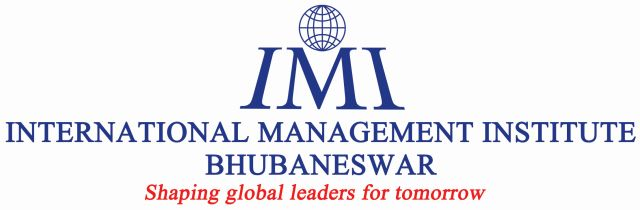 IMI
INTERNATIONAL MANAGEMENT INSTITUTE
BHUBANESWAR
Shaping global leaders for tomorrow